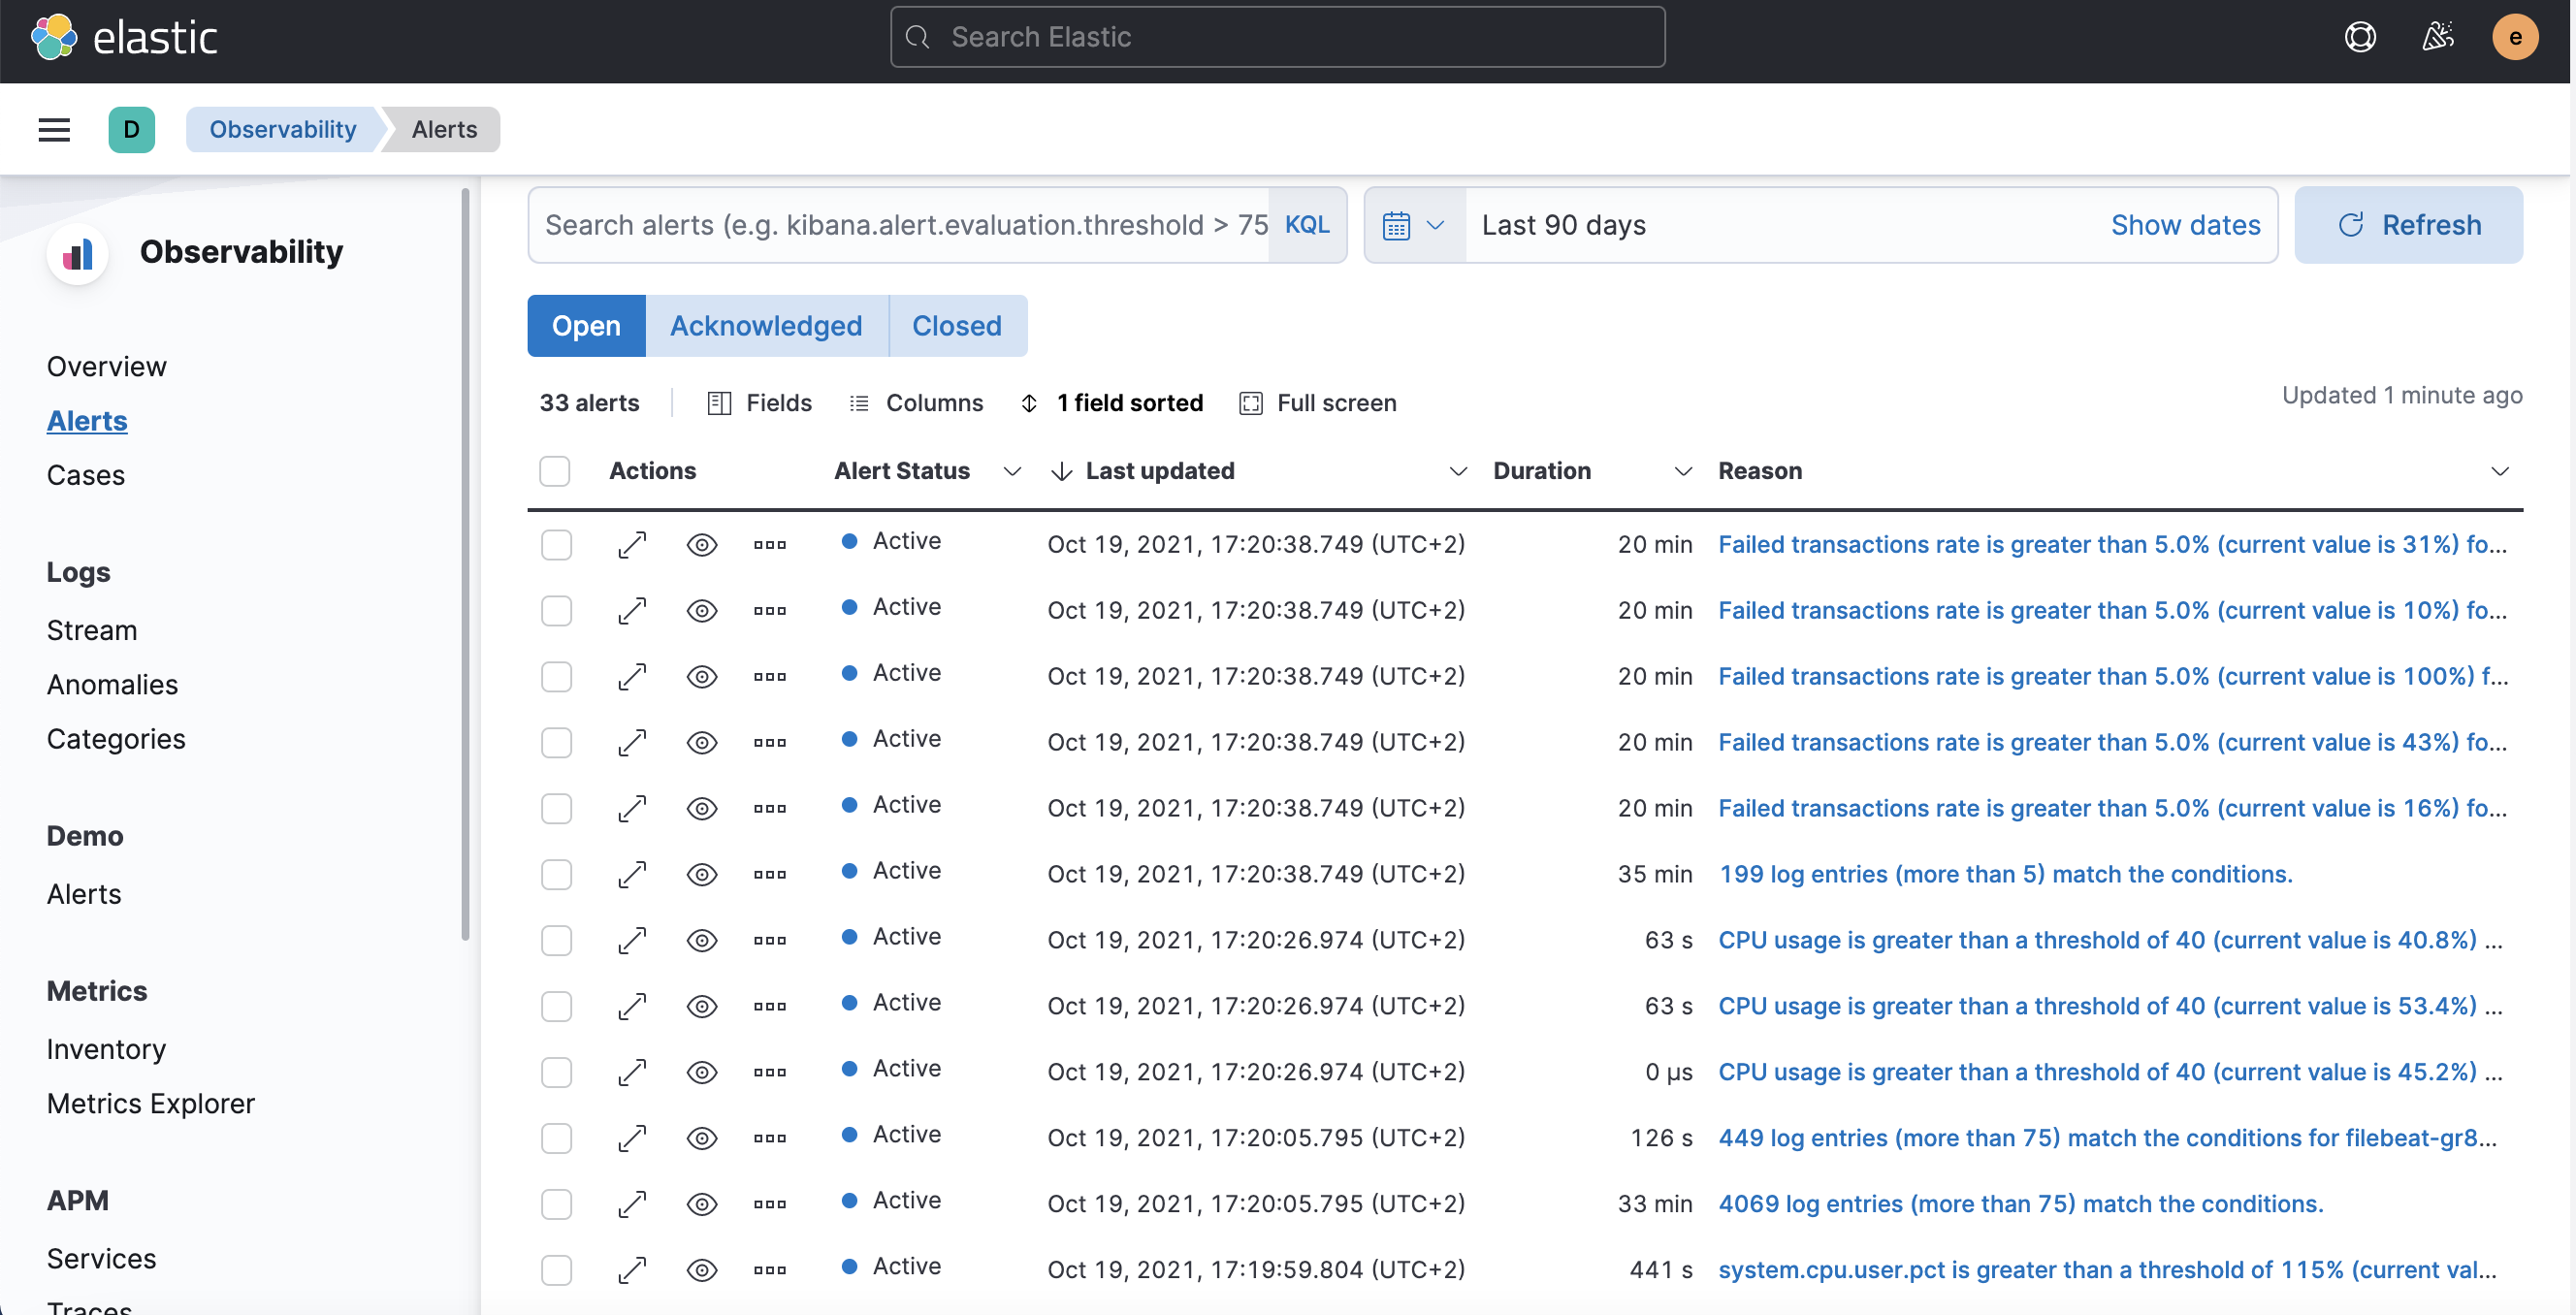 elastic
Search Elastic
e
D
Observability
Alerts
Observability
Overview
Alerts
Cases
Logs
Stream
Anomalies
Categories
Demo
Alerts
Metrics
Inventory
Metrics Explorer
APM
Services
Traces
Search alerts (e.g. kibana.alert.evaluation.threshold > 75 KQL
Last 90 days Show dates Refresh
Open Acknowledged Closed
33 alerts Fields Columns 1 field sorted Full screen Updated 1 minute ago
Actions Alert Status Last updated Duration Reason
Active Oct 19, 2021, 17:20:38.749 (UTC+2) 20 min Failed transactions rate is greater than 5.0% (current value is 31%) fo...
Active Oct 19, 2021, 17:20:38.749 (UTC+2) 20 min Failed transactions rate is greater than 5.0% (current value is 10%) fo...
Active Oct 19, 2021, 17:20:38.749 (UTC+2) 20 min Failed transactions rate is greater than 5.0% (current value is 100%) f...
Active Oct 19, 2021, 17:20:38.749 (UTC+2) 20 min Failed transactions rate is greater than 5.0% (current value is 43%) fo...
Active Oct 19, 2021, 17:20:38.749 (UTC+2) 20 min Failed transactions rate is greater than 5.0% (current value is 16%) fo...
Active Oct 19, 2021, 17:20:38.749 (UTC+2) 35 min 199 log entries (more than 5) match the conditions.
Active Oct 19, 2021, 17:20:26.974 (UTC+2) 63 s CPU usage is greater than a threshold of 40 (current value is 40.8%) ...
Active Oct 19, 2021, 17:20:26.974 (UTC+2) 63 s CPU usage is greater than a threshold of 40 (current value is 53.4%) ...
Active Oct 19, 2021, 17:20:26.974 (UTC+2) 0 μs CPU usage is greater than a threshold of 40 (current value is 45.2%) ...
Active Oct 19, 2021, 17:20:05.795 (UTC+2) 126 s 449 log entries (more than 75) match the conditions for filebeat-gr8...
Active Oct 19, 2021, 17:20:05.795 (UTC+2) 33 min 4069 log entries (more than 75) match the conditions.
Active Oct 19, 2021, 17:19:59.804 (UTC+2) 441 s system.cpu.user.pct is greater than a threshold of 115% (current val...